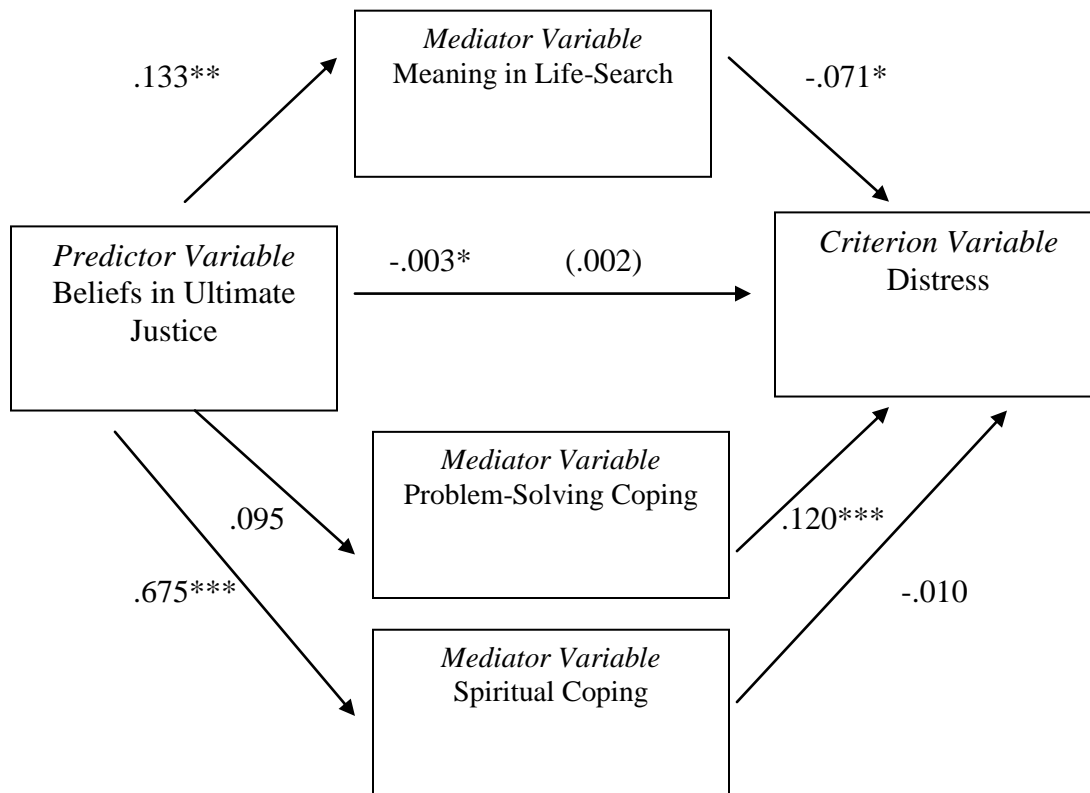 Mediator Variable
Meaning in Life-Search
.133**
-.071*
Predictor Variable
Beliefs in Ultimate
Justice
-.003* (.002)
Criterion Variable
Distress
Mediator Variable
Problem-Solving Coping
.095
.120***
.675***
-.010
Mediator Variable
Spiritual Coping